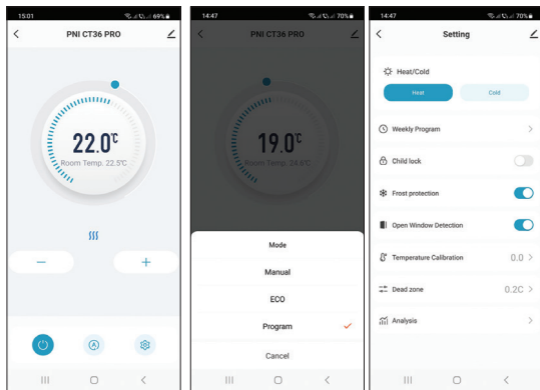 15:01
69%
PNI CT36 PRO
22.0℃
Room Temp. 22.5℃
A
14:47
70%
PNI CT36 PRO
19.0℃
Room Temp.
Mode
Manual
ECO
Program
Cancel
14:47
70%
Setting
Heat/Cold
Heat
Cold
Weekly Program
Child lock
Frost protection
Open Window Detection
Temperature Calibration
0.0
Dead zone
0.2C
Analysis